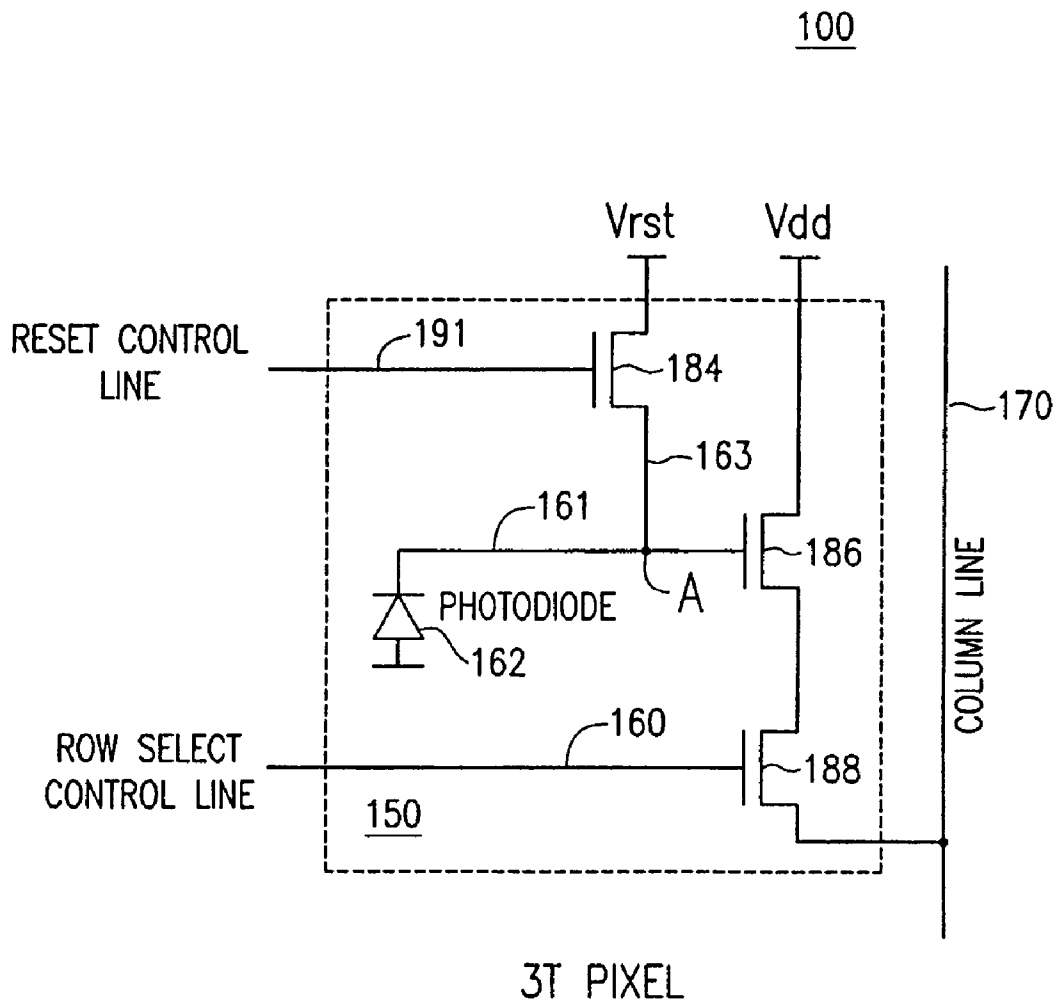 100
Vrst
Vdd
RESET CONTROL
LINE
191
184
170
163
161
186
A
PHOTODIODE
162
COLUMN LINE
ROW SELECT
CONTROL LINE
160
188
150
3T PIXEL